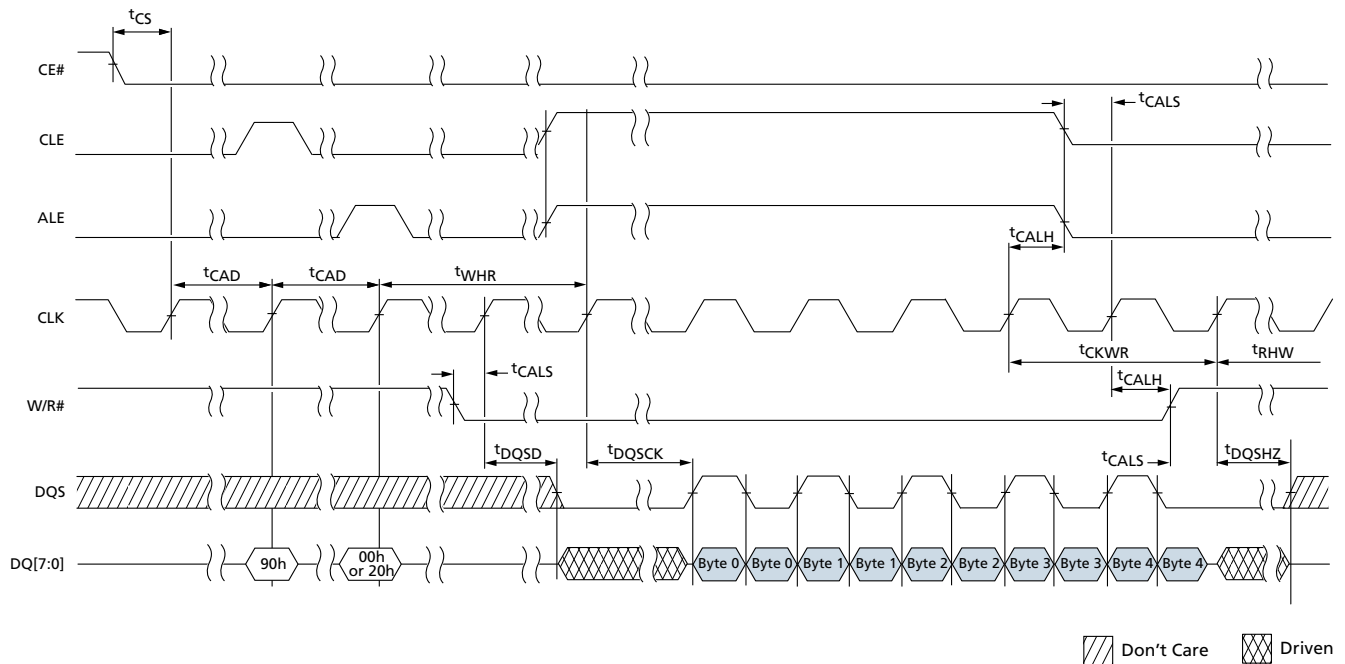 tCS
CE#
tCALS
CLE
ALE
tCALH
tCAD tCAD tWHR
CLK
tCKWR tRHW
tCALS
tCALH
W/R#
tDQSD tDQSCK tCALS tDQSHZ
DQS
DQ[7:0] 90h 00h or 20h Byte 0 Byte 0 Byte 1 Byte 1 Byte 2 Byte 2 Byte 3 Byte 3 Byte 4 Byte 4
Don't Care Driven